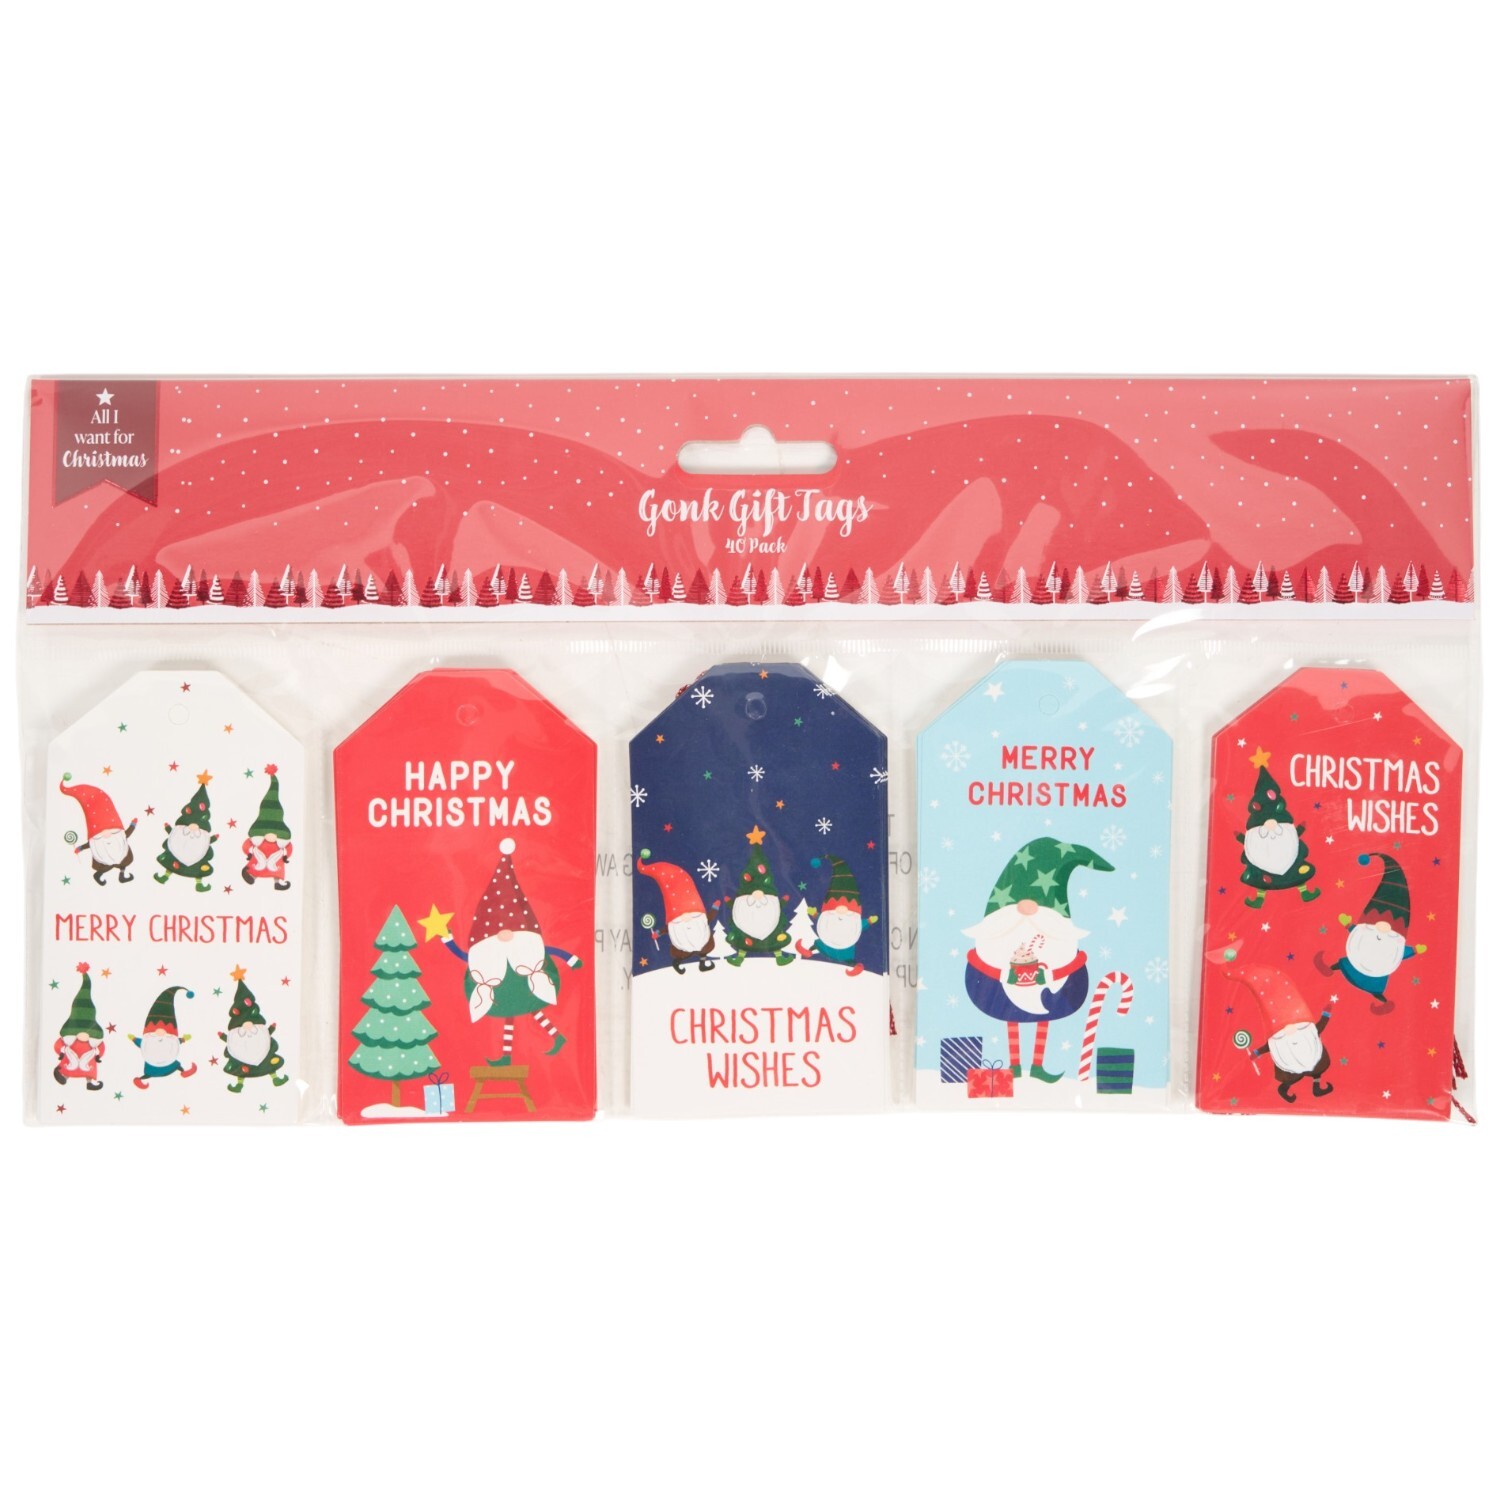 All I
want for
Christmas
Gonk Gift Tags
40 Pack
MERRY CHRISTMAS
HAPPY
CHRISTMAS
CHRISTMAS
WISHES
MERRY
CHRISTMAS
CHRISTMAS
WISHES